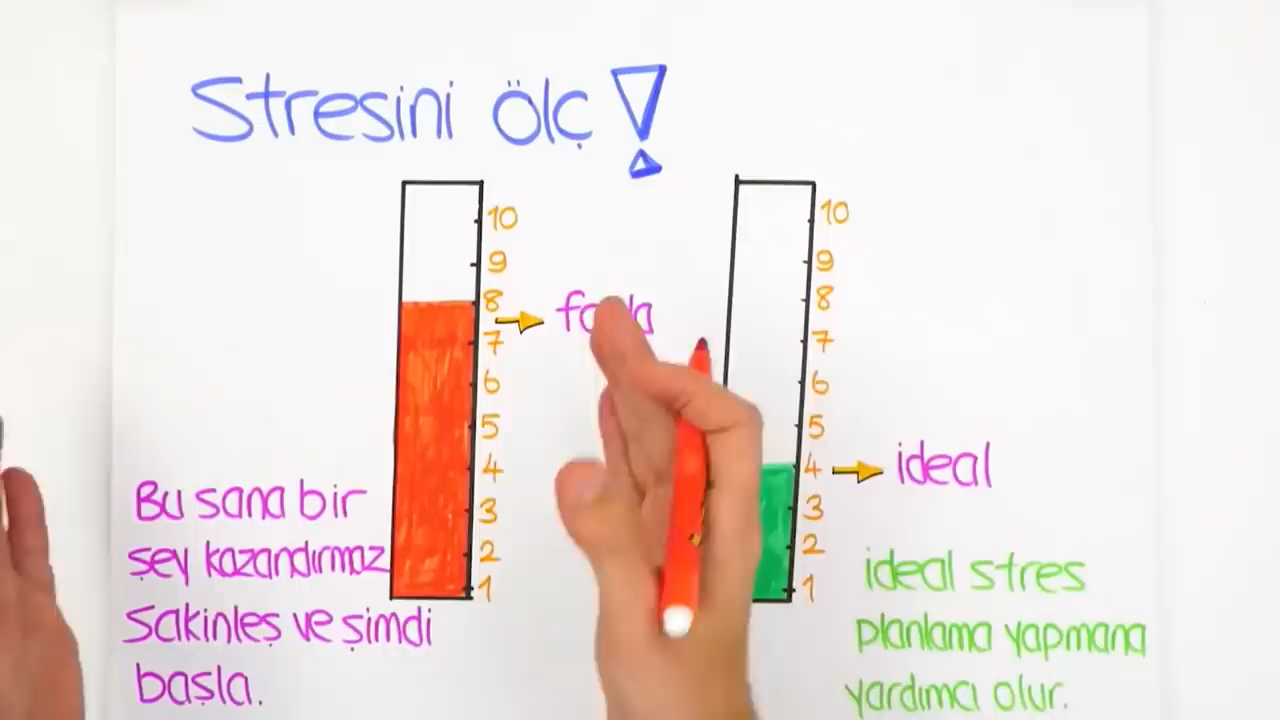 Stresini ölç!
10
9
8
7
6
5
4
3
2
1
10
9
8
7
6
5
4
3
2
1
ideal
Bu sana bir
şey kazandırmaz
Sakinleş ve şimdi
başla.
ideal stres
planlama yapmana
yardımcı olur.